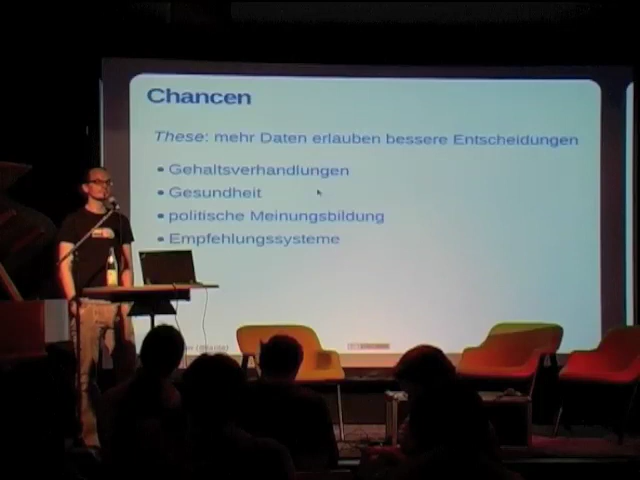 Chancen
These: mehr Daten erlauben bessere Entscheidungen
• Gehaltsverhandlungen
• Gesundheit
• politische Meinungsbildung
• Empfehlungssysteme